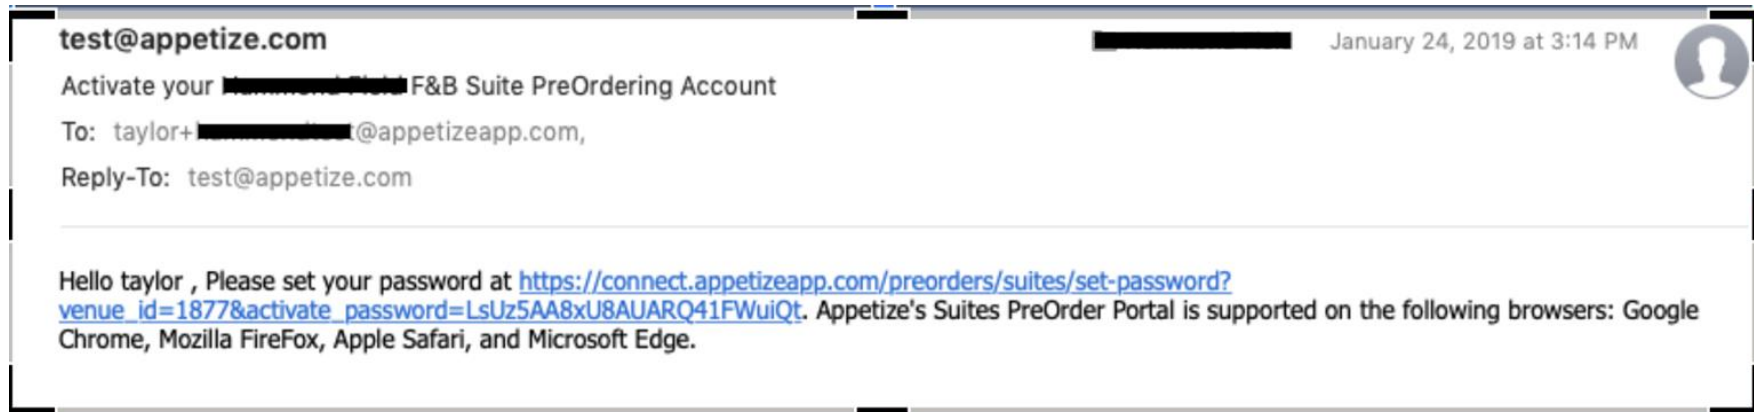 test@appetize.com
January 24, 2019 at 3:14 PM
Activate your F&B Suite PreOrdering Account
To: taylor+ @appetizeapp.com,
Reply-To: test@appetize.com
Hello taylor , Please set your password at https://connect.appetizeapp.com/preorders/suites/set-password?
venue_id=1877&activate_password=LsUz5AA8xU8AUARQ41FWuiQt. Appetize's Suites PreOrder Portal is supported on the following browsers: Google
Chrome, Mozilla FireFox, Apple Safari, and Microsoft Edge.